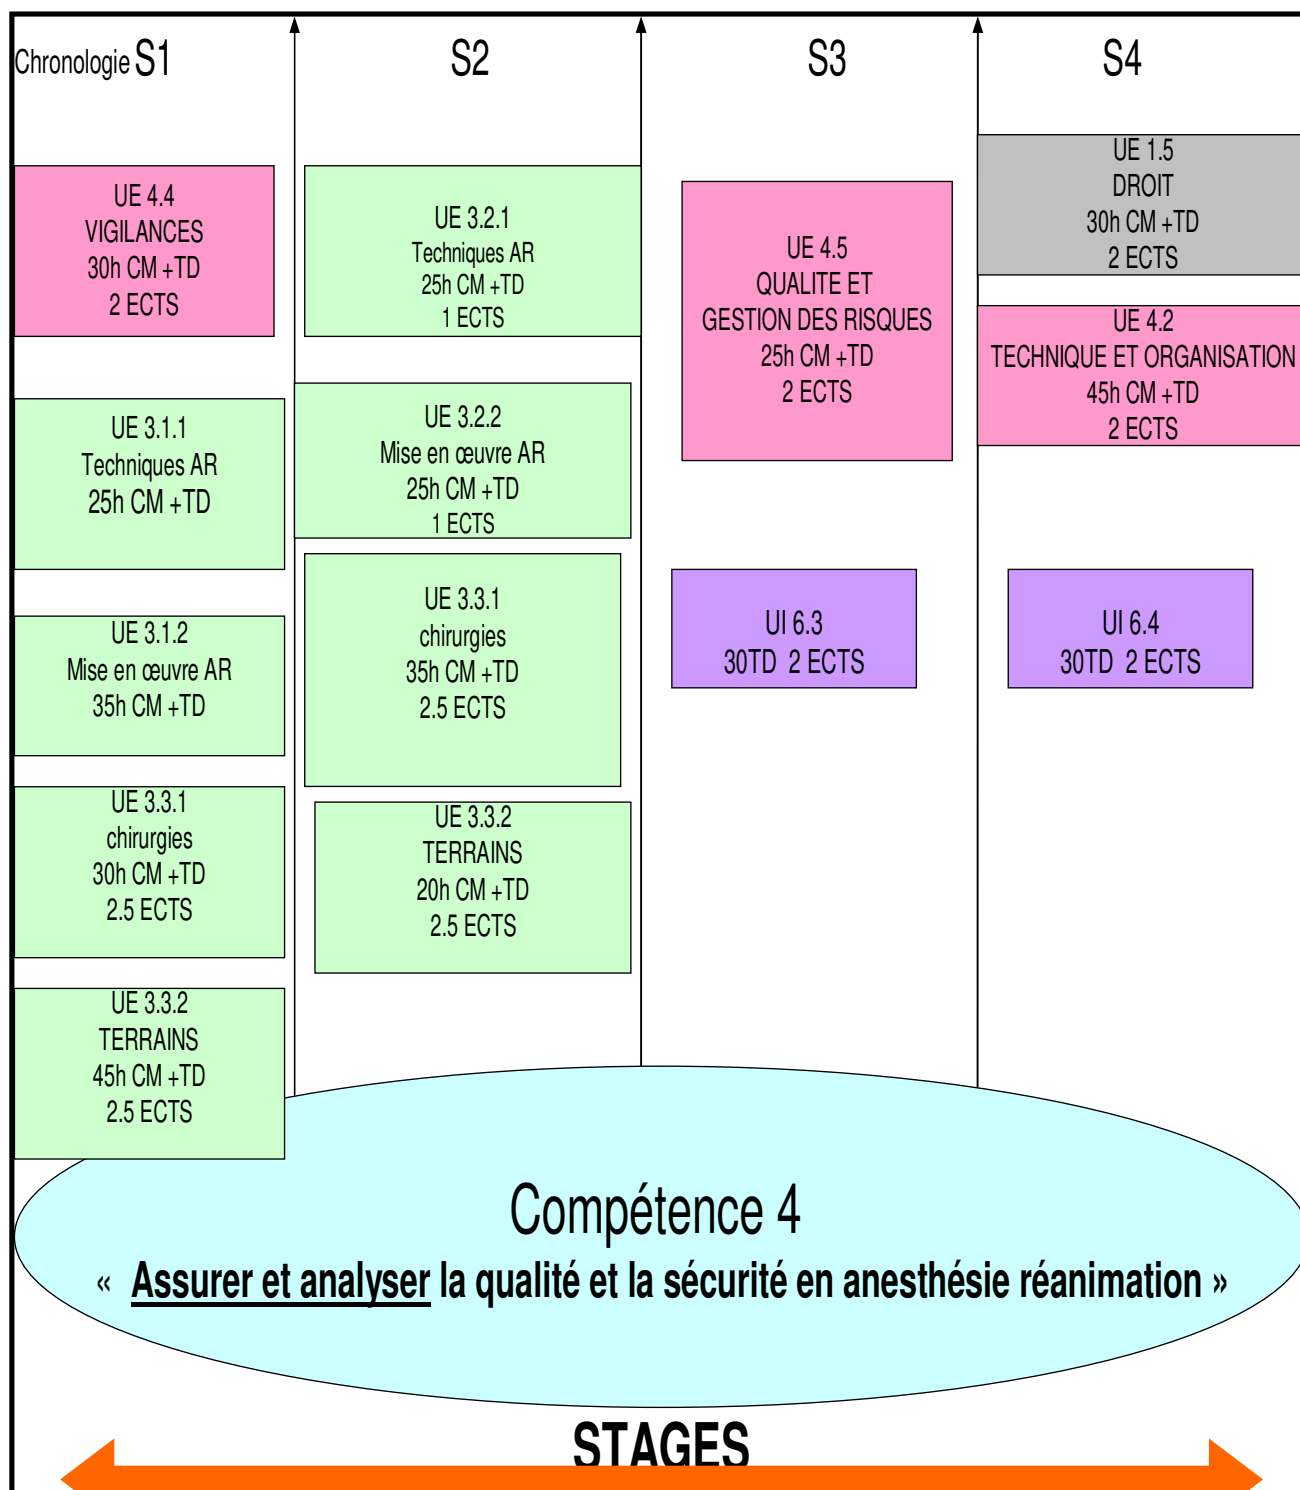 Chronologie S1
S2
S3
S4
UE 4.4
VIGILANCES
30h CM +TD
2 ECTS
UE 3.1.1
Techniques AR
25h CM +TD
UE 3.1.2
Mise en œuvre AR
35h CM +TD
UE 3.3.1
chirurgies
30h CM +TD
2.5 ECTS
UE 3.3.2
TERRAINS
45h CM +TD
2.5 ECTS
UE 3.2.1
Techniques AR
25h CM +TD
1 ECTS
UE 3.2.2
Mise en œuvre AR
25h CM +TD
1 ECTS
UE 3.3.1
chirurgies
35h CM +TD
2.5 ECTS
UE 3.3.2
TERRAINS
20h CM +TD
2.5 ECTS
UE 4.5
QUALITE ET
GESTION DES RISQUES
25h CM +TD
2 ECTS
UI 6.3
30TD 2 ECTS
UE 1.5
DROIT
30h CM +TD
2 ECTS
UE 4.2
TECHNIQUE ET ORGANISATION
45h CM +TD
2 ECTS
UI 6.4
30TD 2 ECTS
Compétence 4
« Assurer et analyser la qualité et la sécurité en anesthésie réanimation »
STAGES